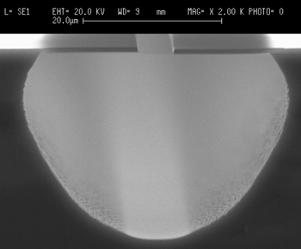 L= SE1 EHT= 20.0 KV WD= 9 mm MAG= X 2.00 K PHOTO= 0
20.0µm